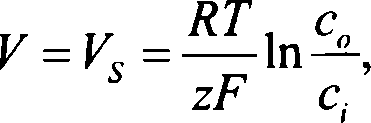 V = V_S = \frac{RT}{zF} \ln \frac{c_o}{c_i},